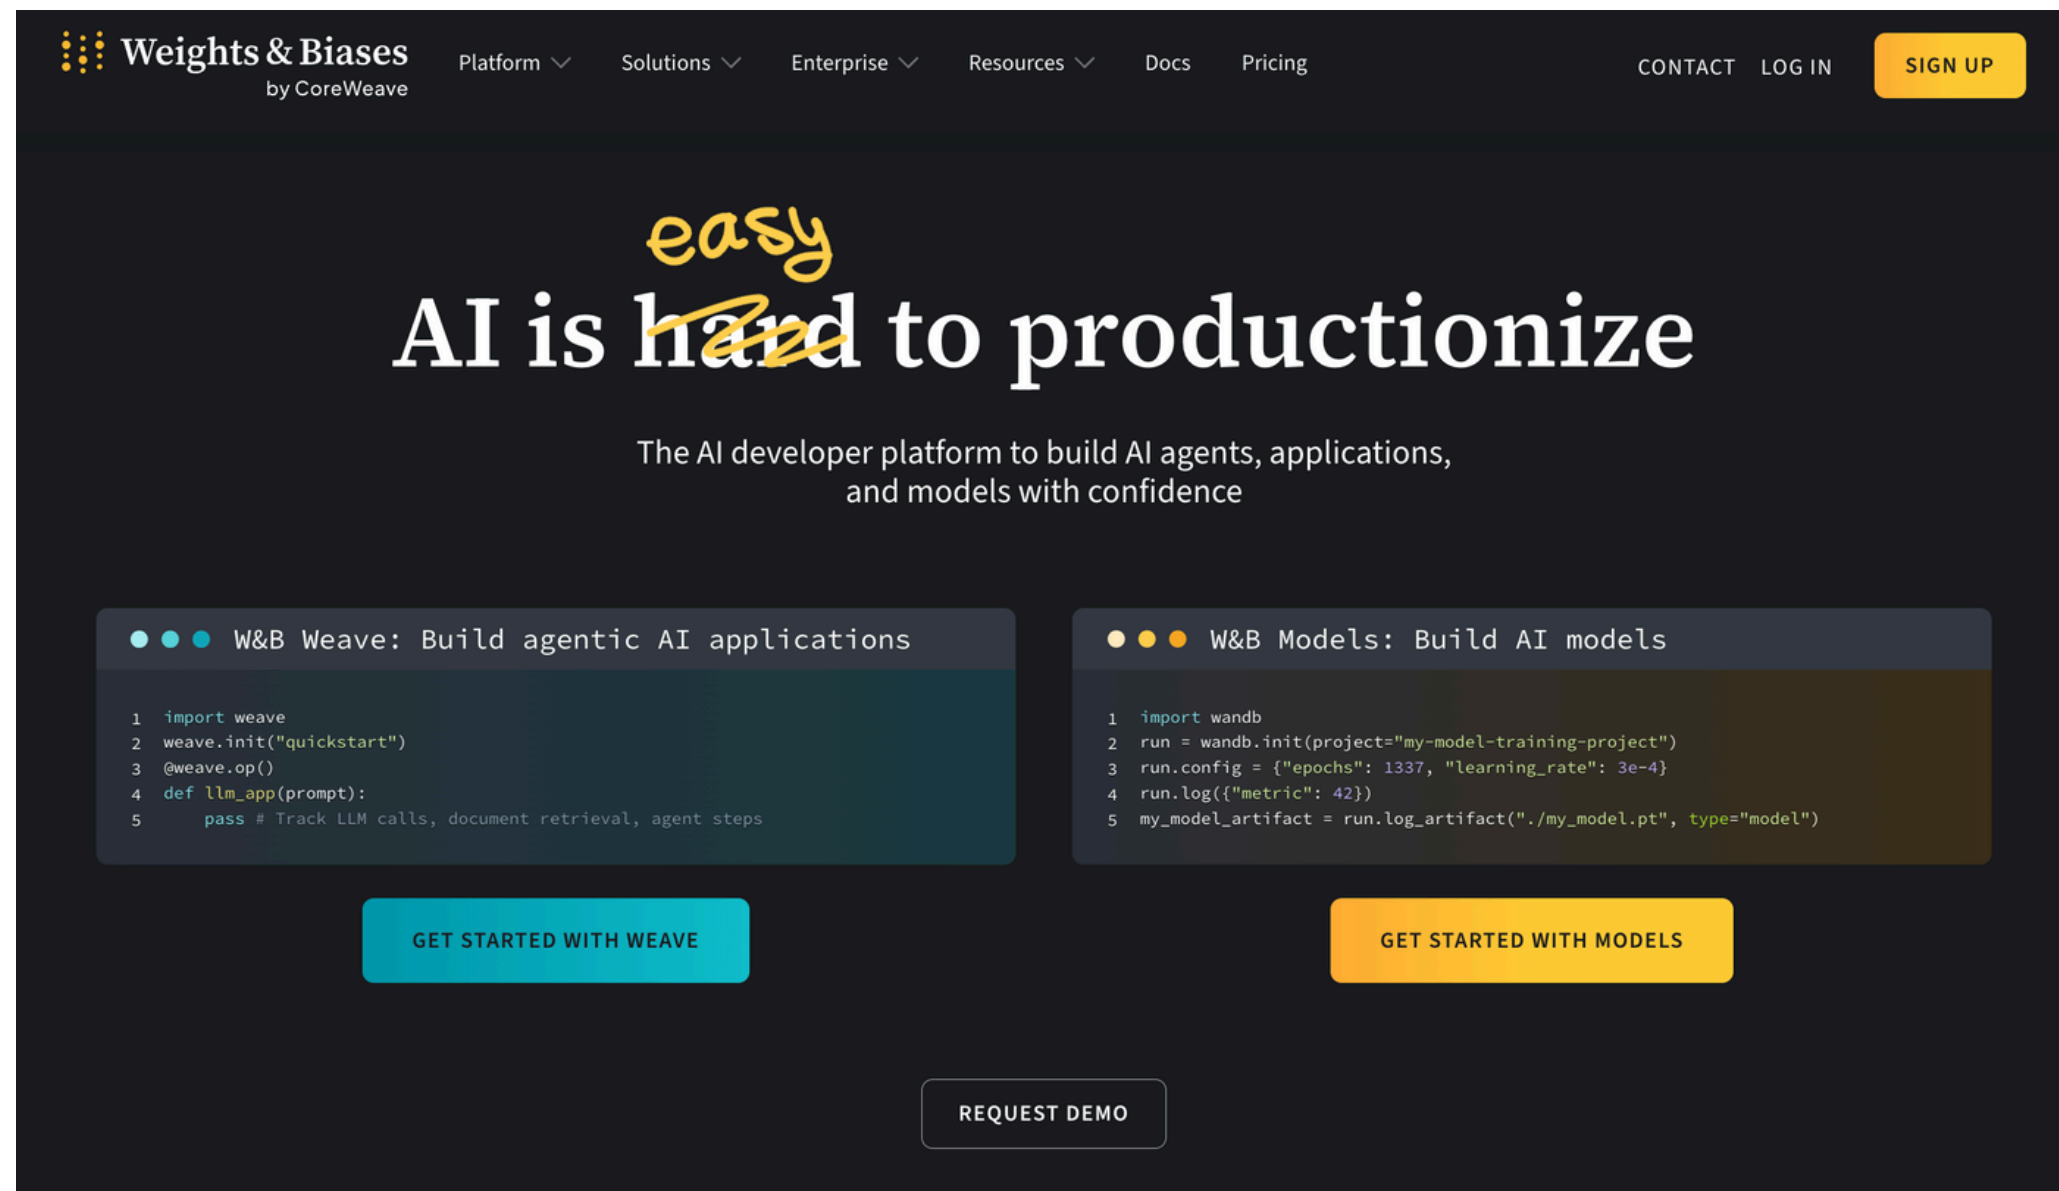 Weights & Biases
by CoreWeave
Platform
Solutions
Enterprise
Resources
Docs
Pricing
CONTACT
LOG IN
SIGN UP
easy
AI is hard to productionize
The AI developer platform to build AI agents, applications,
and models with confidence
W&B Weave: Build agentic AI applications
1 import weave
2 weave.init("quickstart")
3 @weave.op()
4 def llm_app(prompt):
5     pass # Track LLM calls, document retrieval, agent steps
GET STARTED WITH WEAVE
W&B Models: Build AI models
1 import wandb
2 run = wandb.init(project="my-model-training-project")
3 run.config = {"epochs": 1337, "learning_rate": 3e-4}
4 run.log({"metric": 42})
5 my_model_artifact = run.log_artifact("./my_model.pt", type="model")
GET STARTED WITH MODELS
REQUEST DEMO